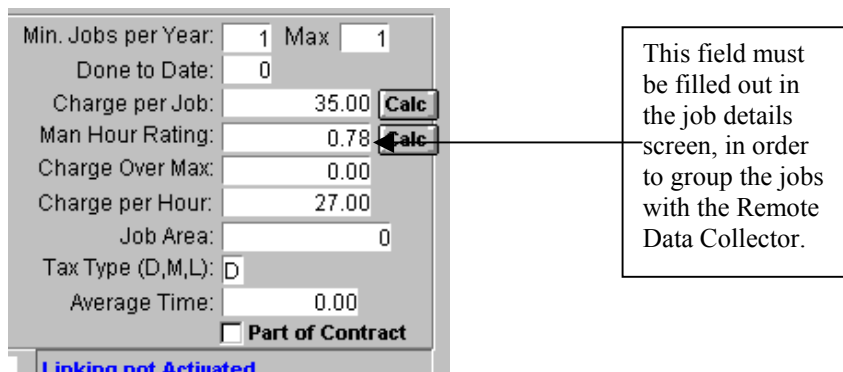 Min. Jobs per Year: 1 Max 1
Done to Date: 0
Charge per Job: 35.00 Calc
Man Hour Rating: 0.78 Calc
Charge Over Max: 0.00
Charge per Hour: 27.00
Job Area: 0
Tax Type (D,M,L): D
Average Time: 0.00
Part of Contract
Linking not Activated
This field must
be filled out in
the job details
screen, in order
to group the jobs
with the Remote
Data Collector.